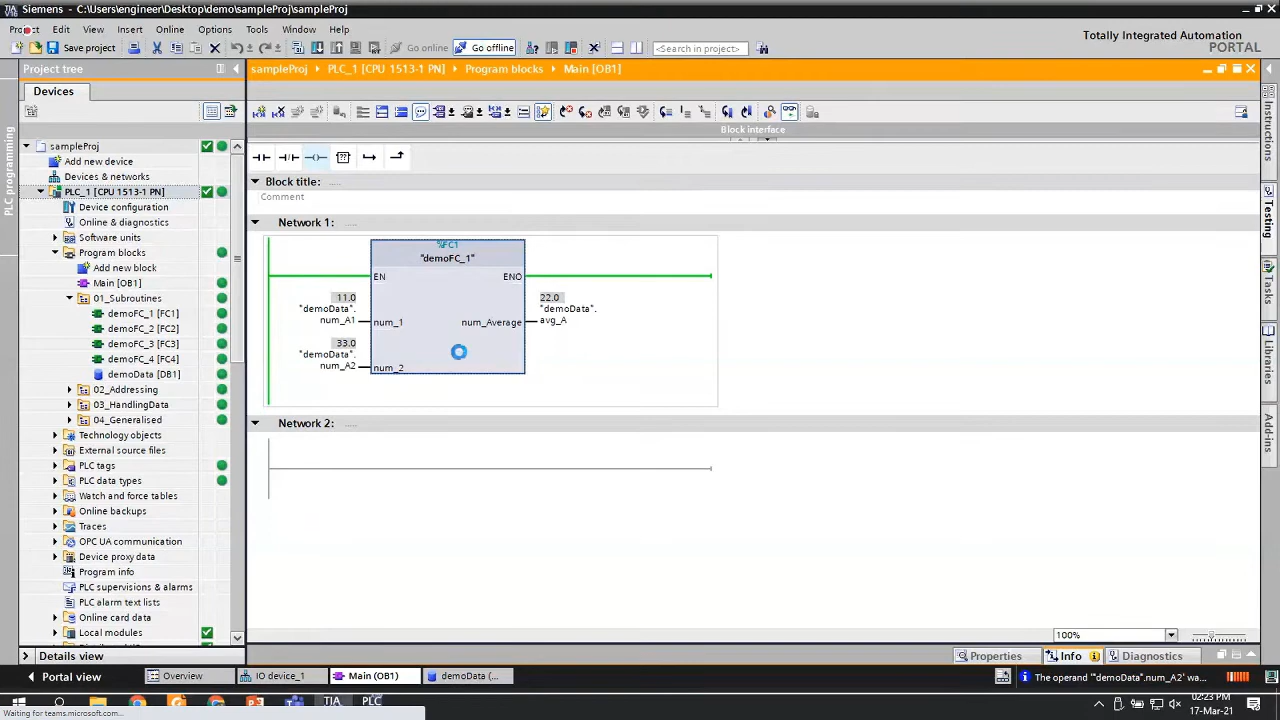 Siemens - C:\Users\engineer\Desktop\demo\sampleProj\sampleProj
Project Edit View Insert Online Options Tools Window Help
Totally Integrated Automation
PORTAL
Save project
Go online
Go offline
<Search in project>
Project tree
sampleProj PLC_1 [CPU 1513-1 PN] Program blocks Main [OB1]
Devices
PLC programming
sampleProj
Add new device
Devices & networks
PLC_1 [CPU 1513-1 PN]
Device configuration
Online & diagnostics
Software units
Program blocks
Add new block
Main [OB1]
01_Subroutines
demoFC_1 [FC1]
demoFC_2 [FC2]
demoFC_3 [FC3]
demoFC_4 [FC4]
demoData [DB1]
02_Addressing
03_HandlingData
04_Generalised
Technology objects
External source files
PLC tags
PLC data types
Watch and force tables
Online backups
Traces
OPC UA communication
Device proxy data
Program info
PLC supervisions & alarms
PLC alarm text lists
Online card data
Local modules
Details view
Block interface
Block title: .....
Comment
Network 1: .....
%FC1
"demoFC_1"
EN ENO
11.0
"demoData".
num_A1
num_1
33.0
"demoData".
num_A2
num_2
num_Average
22.0
"demoData".
avg_A
Network 2: .....
100%
Instructions
Testing
Tasks
Libraries
Add-ins
Properties
Info
Diagnostics
Portal view
Overview
IO device_1
Main (OB1)
demoData (...
The operand '"demoData".num_A2' wa...
TIA
PLC
02:23 PM
17-Mar-21
Waiting for teams.microsoft.com...